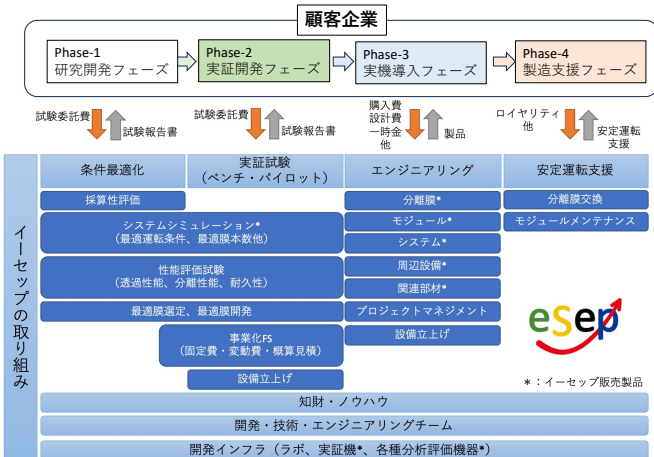 顧客企業
Phase-1
研究開発フェーズ
Phase-2
実証開発フェーズ
Phase-3
実機導入フェーズ
Phase-4
製造支援フェーズ
試験委託費
試験報告書
試験委託費
試験報告書
購入費
設計費
一時金
他
製品
ロイヤリティ
他
安定運転
支援
イーセップの取り組み
条件最適化
実証試験
(ベンチ・パイロット)
エンジニアリング
安定運転支援
採算性評価
システムシミュレーション*
(最適運転条件、最適膜本数他)
性能評価試験
(透過性能、分離性能、耐久性)
最適膜選定、最適膜開発
事業化FS
(固定費・変動費・概算見積)
設備立上げ
分離膜*
モジュール*
システム*
周辺設備*
関連部材*
プロジェクトマネジメント
設備立上げ
分離膜交換
モジュールメンテナンス
esep
*：イーセップ販売製品
知財・ノウハウ
開発・技術・エンジニアリングチーム
開発インフラ（ラボ、実証機*、各種分析評価機器*）